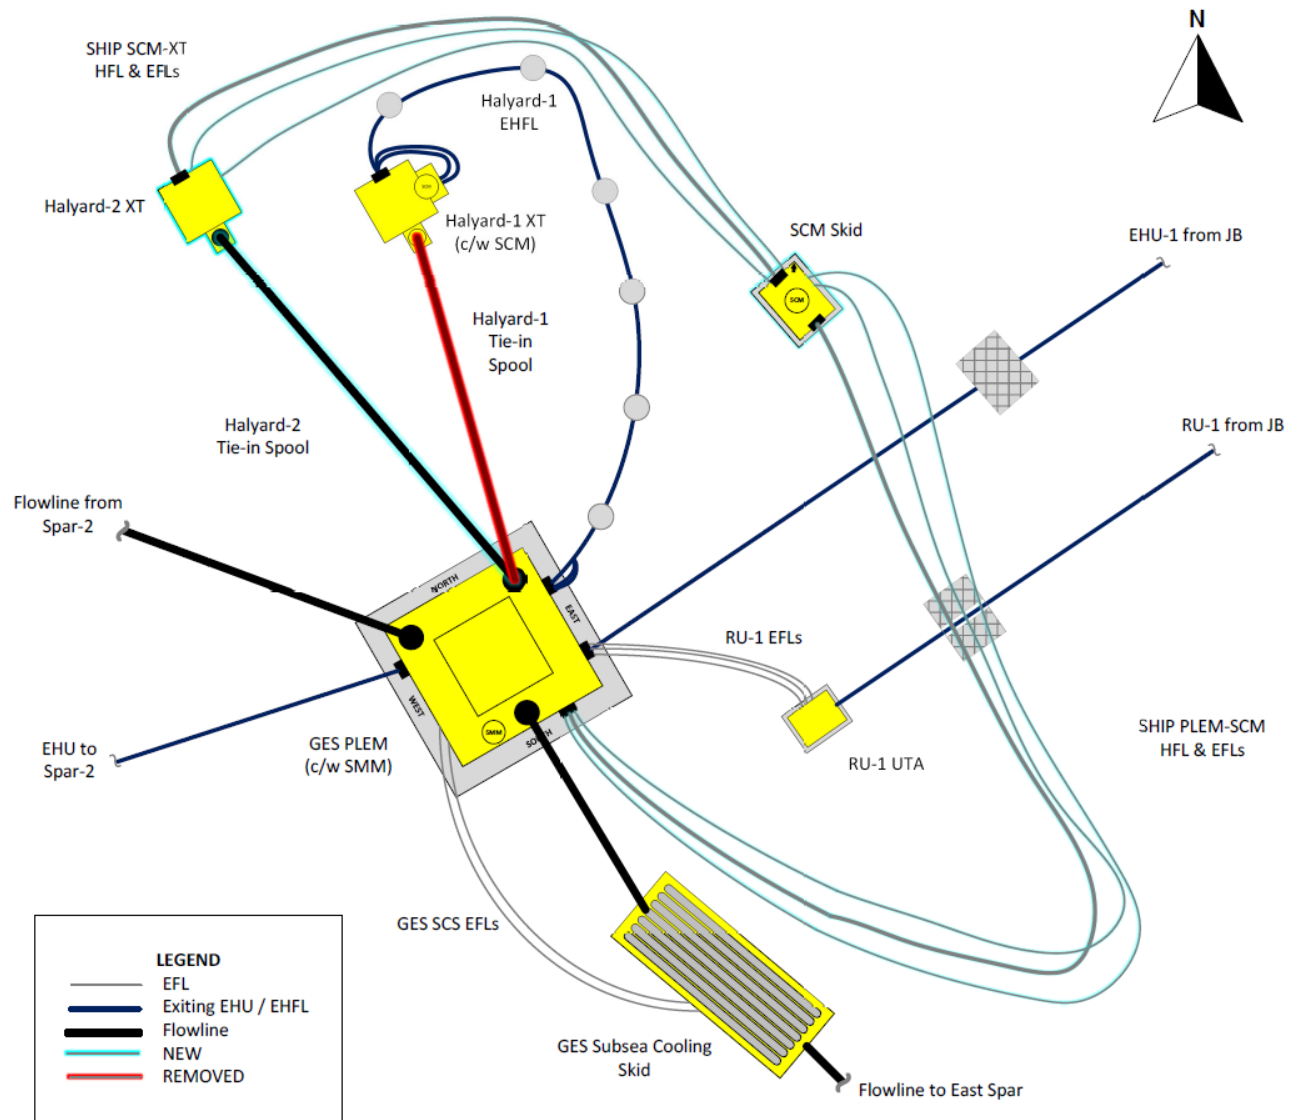 N
SHIP SCM-XT
HFL & EFLs
Halyard-1
EHFL
Halyard-2 XT
SCM
Halyard-1 XT
(c/w SCM)
SCM Skid
EHU-1 from JB
SCM
Halyard-1
Tie-in
Spool
Halyard-2
Tie-in Spool
RU-1 from JB
Flowline from
Spar-2
NORTH
EAST
RU-1 EFLs
WEST
SMM
SOUTH
EHU to
Spar-2
GES PLEM
(c/w SMM)
RU-1 UTA
SHIP PLEM-SCM
HFL & EFLs
GES SCS EFLs
GES Subsea Cooling
Skid
Flowline to East Spar
LEGEND
EFL
Exiting EHU / EHFL
Flowline
NEW
REMOVED